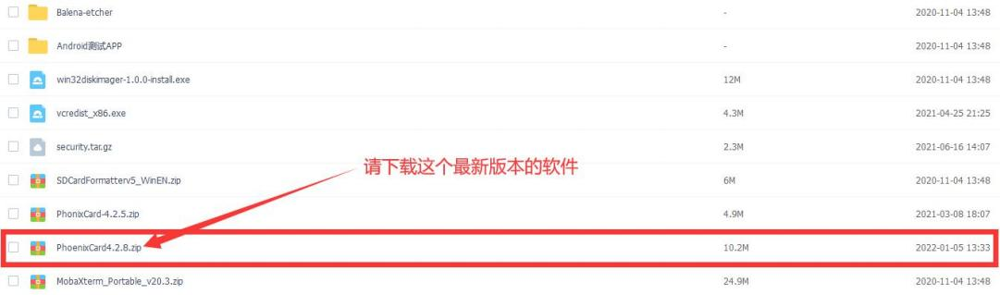 Balena-etcher - 2020-11-04 13:48
Android测试APP - 2020-11-04 13:48
win32diskimager-1.0.0-install.exe 12M 2020-11-04 13:48
vcredist_x86.exe 4.3M 2021-04-25 21:25
security.tar.gz 2.3M 2021-06-16 14:07
请下载这个最新版本的软件
SDCardFormatterv5_WinEN.zip 6M 2020-11-04 13:48
PhonixCard-4.2.5.zip 4.9M 2021-03-08 18:07
PhoenixCard4.2.8.zip 10.2M 2022-01-05 13:33
MobaXterm_Portable_v20.3.zip 24.9M 2020-11-04 13:48